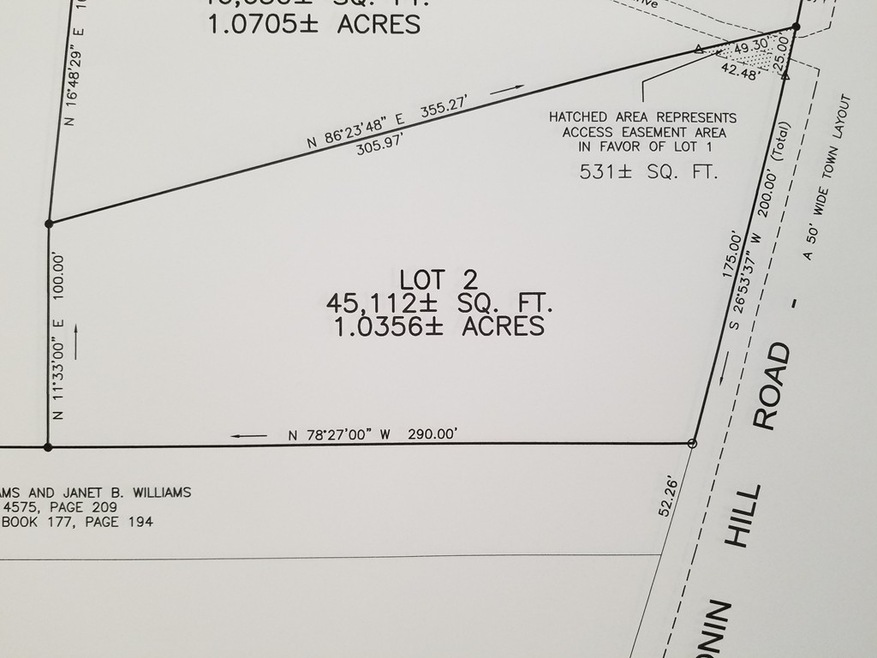 SQ. FT.
1.0705± ACRES
N 16°48'29" E
N 86°23'48" E 355.27'
305.97'
49.30'
25.00'
42.48'
HATCHED AREA REPRESENTS
ACCESS EASEMENT AREA
IN FAVOR OF LOT 1
531± SQ. FT.
A 50' WIDE TOWN LAYOUT
175.00'
S 26°53'37" W 200.00' (Total)
N 11°33'00" E 100.00'
LOT 2
45,112± SQ. FT.
1.0356± ACRES
N 78°27'00" W 290.00'
52.26'
AMS AND JANET B. WILLIAMS
4575, PAGE 209
BOOK 177, PAGE 194
ONIN HILL ROAD -